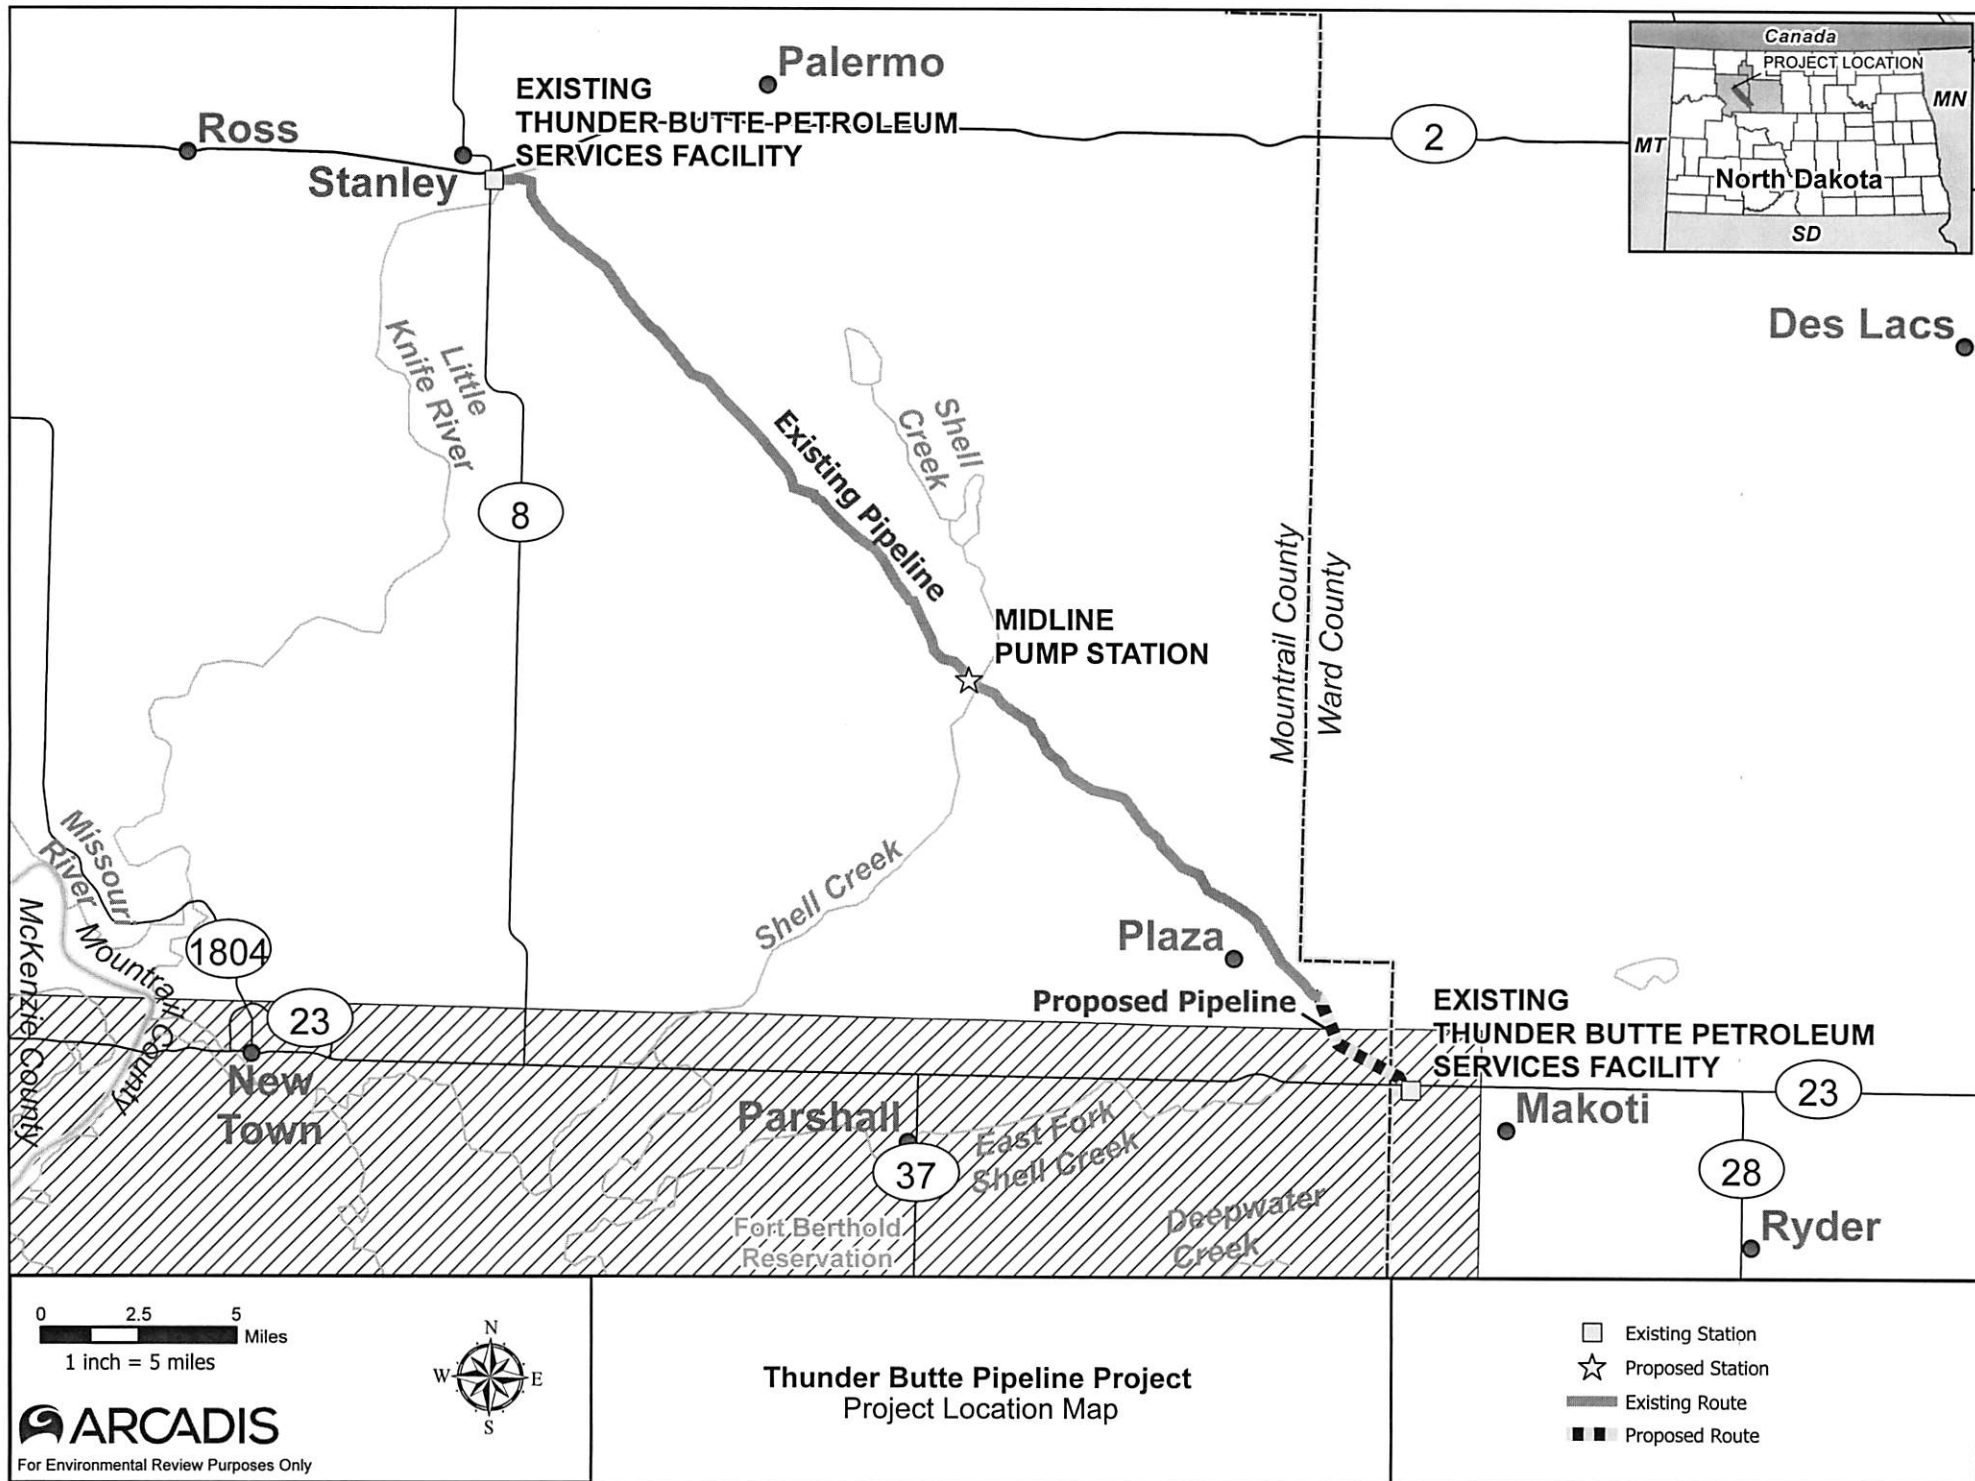 Palermo
EXISTING
THUNDER BUTTE PETROLEUM
SERVICES FACILITY
Ross
Stanley
2
Canada
PROJECT LOCATION
MN
MT
North Dakota
SD
Des Lacs
Little
Knife River
Shell
Creek
Existing Pipeline
8
MIDLINE
PUMP STATION
Mountrail County
Ward County
Missouri
River
Shell Creek
McKenzie County
Mountrail County
1804
23
Plaza
Proposed Pipeline
EXISTING
THUNDER BUTTE PETROLEUM
SERVICES FACILITY
23
New
Town
Parshall
East Fork
Shell Creek
Makoti
37
28
Fort Berthold
Reservation
Deepwater
Creek
Ryder
0 2.5 5
Miles
1 inch = 5 miles
N
W E
S
ARCADIS
For Environmental Review Purposes Only
Thunder Butte Pipeline Project
Project Location Map
Existing Station
Proposed Station
Existing Route
Proposed Route